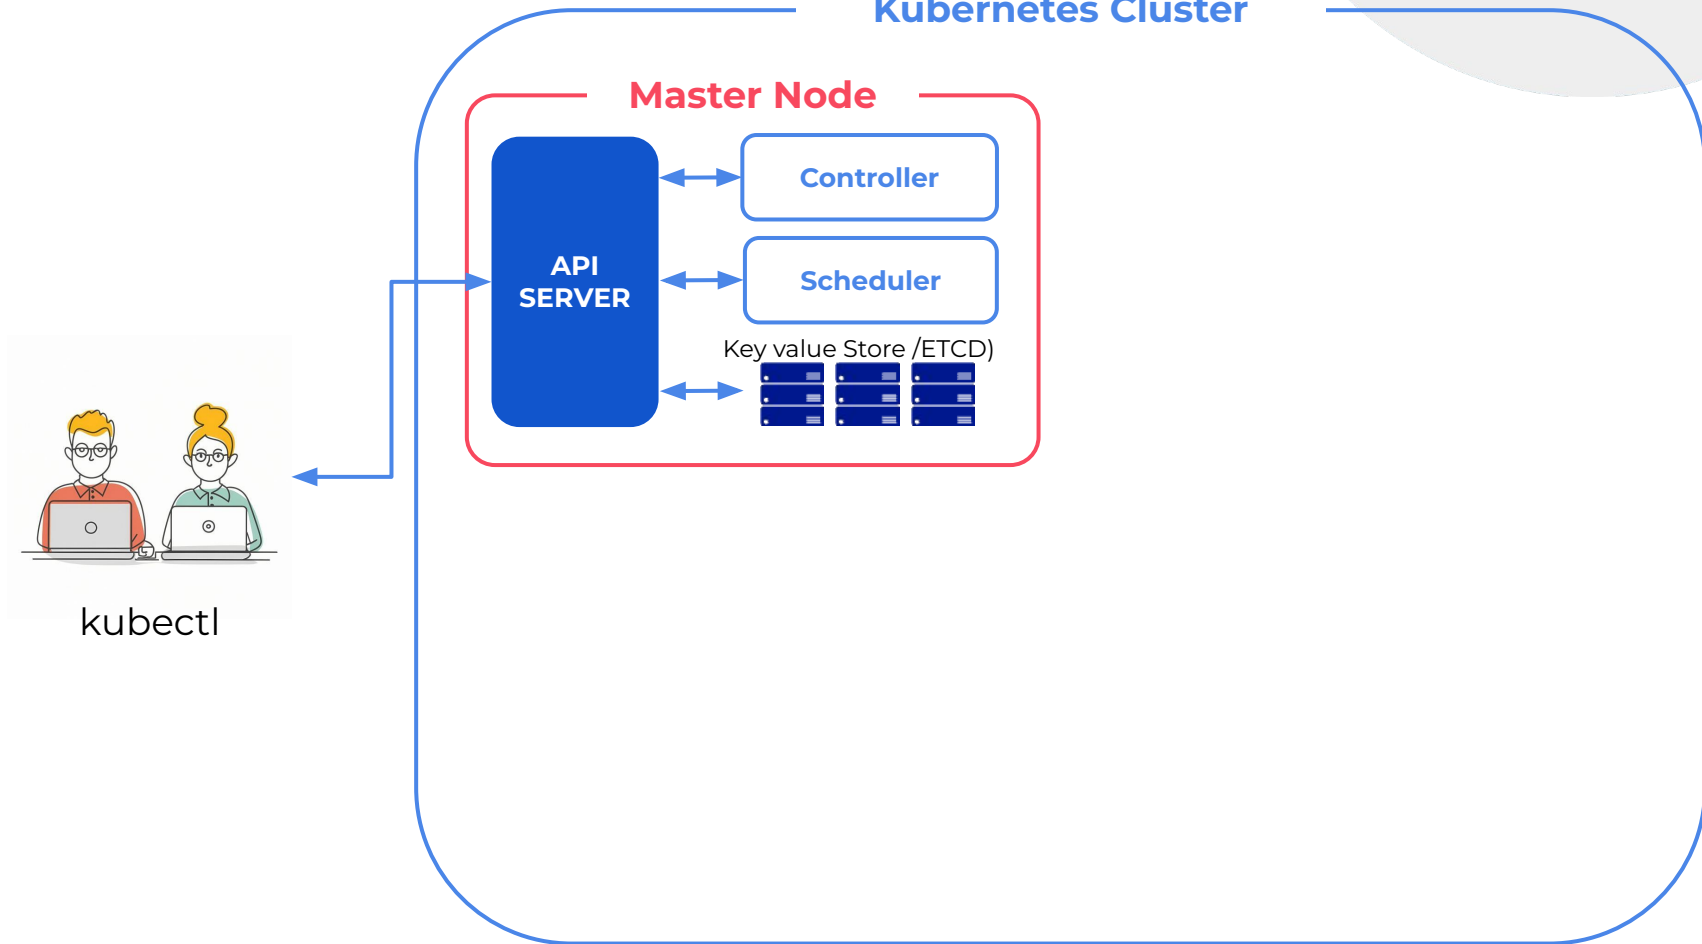 Kubernetes Cluster
Master Node
API
SERVER
Controller
Scheduler
Key value Store /ETCD)
kubectl